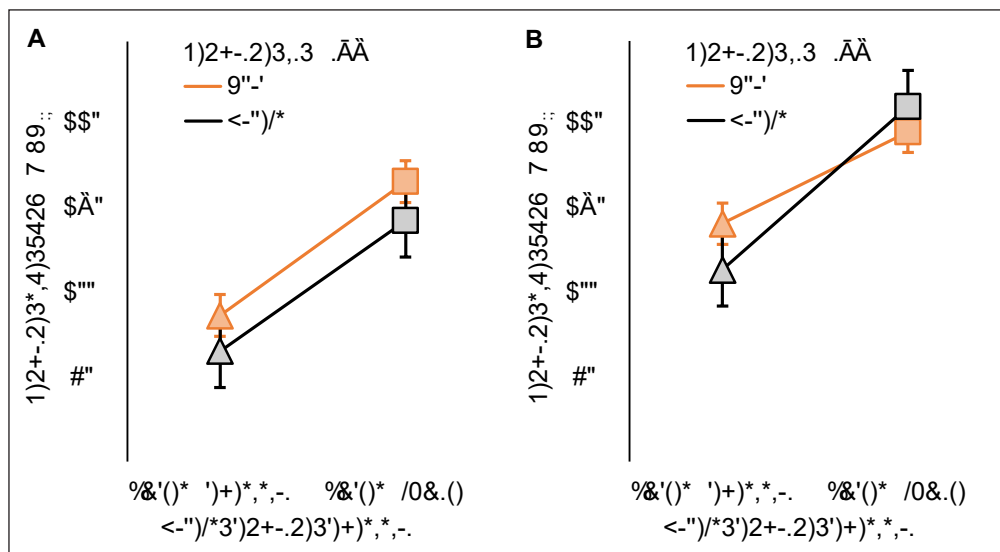 A
1)2+-.2)3,.3
9"-'
<-")/*
1)2+-.2)3*,4)35426 7 89.;;
$$"
$""
#"
%&'()* ')+)*,*,-. %&'()* /0&.()
<-")/*3')2+-.2)3')+)*,*,-.
B
1)2+-.2)3,.3
9"-'
<-")/*
1)2+-.2)3*,4)35426 7 89.;;
$$"
$""
#"
%&'()* ')+)*,*,-. %&'()* /0&.()
<-")/*3')2+-.2)3')+)*,*,-.